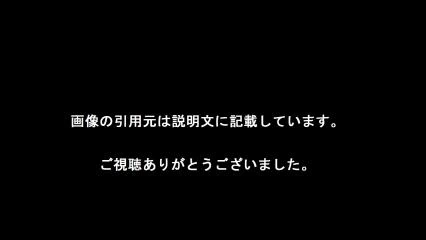 画像の引用元は説明文に記載しています。
ご視聴ありがとうございました。